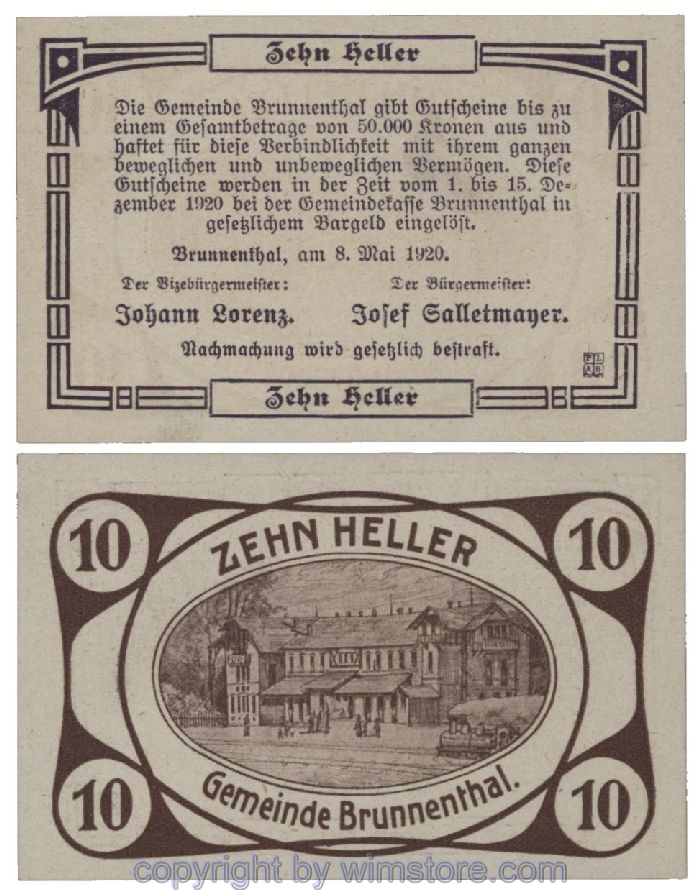 Zehn Heller
Die Gemeinde Brunnenthal gibt Gutscheine bis zu
einem Gesamtbetrage von 50.000 Kronen aus und
haftet für diese Verbindlichkeit mit ihrem ganzen
beweglichen und unbeweglichen Vermögen. Diese
Gutscheine werden in der Zeit vom 1. bis 15. De-
zember 1920 bei der Gemeindekasse Brunnenthal in
gesetzlichem Bargeld eingelöst.
Brunnenthal, am 8. Mai 1920.
Der Vizebürgermeister: Der Bürgermeister:
Johann Lorenz. Josef Salletmayer.
Nachmachung wird gesetzlich bestraft.
Zehn Heller
10 10
ZEHN HELLER
Gemeinde Brunnenthal.
10 10
copyright by wimstore.com